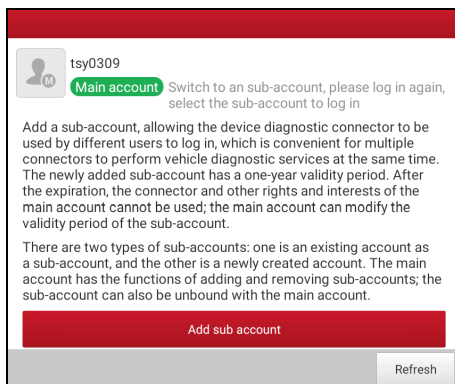 tsy0309
Main account
Switch to an sub-account, please log in again,
select the sub-account to log in
M
Add a sub-account, allowing the device diagnostic connector to be
used by different users to log in, which is convenient for multiple
connectors to perform vehicle diagnostic services at the same time.
The newly added sub-account has a one-year validity period. After
the expiration, the connector and other rights and interests of the
main account cannot be used; the main account can modify the
validity period of the sub-account.
There are two types of sub-accounts: one is an existing account as
a sub-account, and the other is a newly created account. The main
account has the functions of adding and removing sub-accounts; the
sub-account can also be unbound with the main account.
Add sub account
Refresh